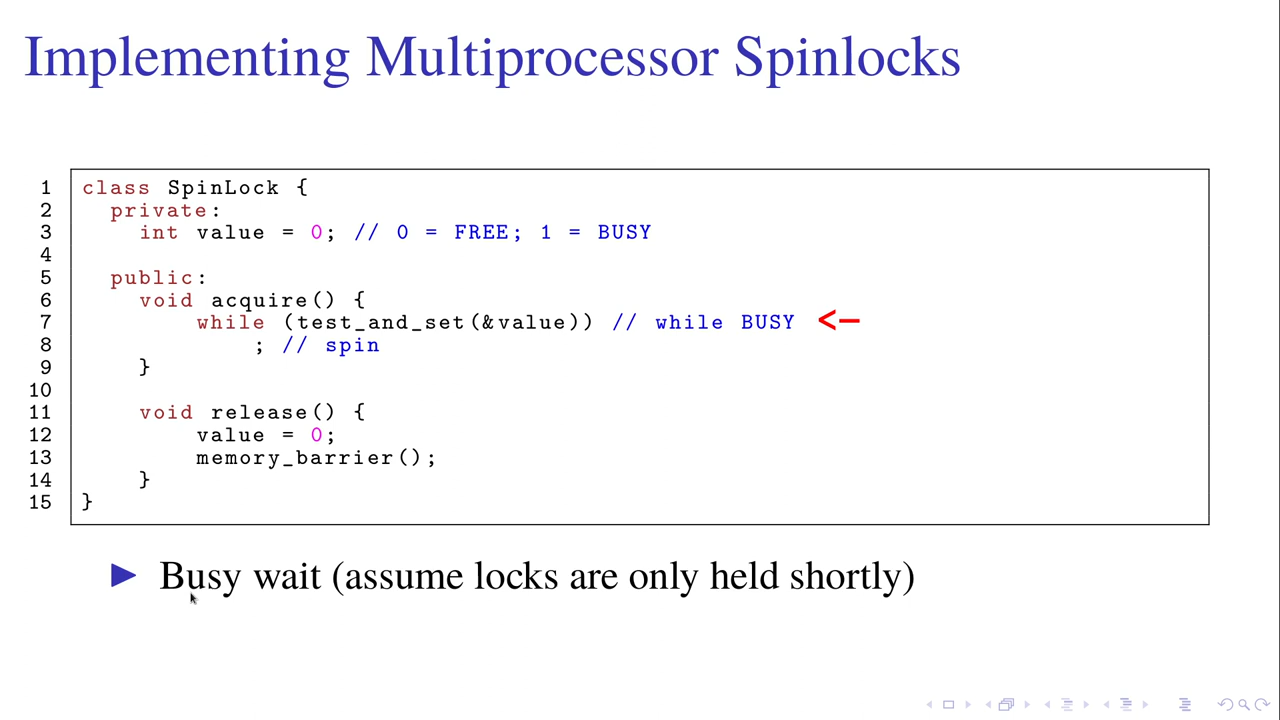 Implementing Multiprocessor Spinlocks
1 class SpinLock {
2 private:
3 int value = 0; // 0 = FREE; 1 = BUSY
4
5 public:
6 void acquire() {
7 while (test_and_set(&value)) // while BUSY <-
8 ; // spin
9 }
10
11 void release() {
12 value = 0;
13 memory_barrier();
14 }
15 }
▶ Busy wait (assume locks are only held shortly)